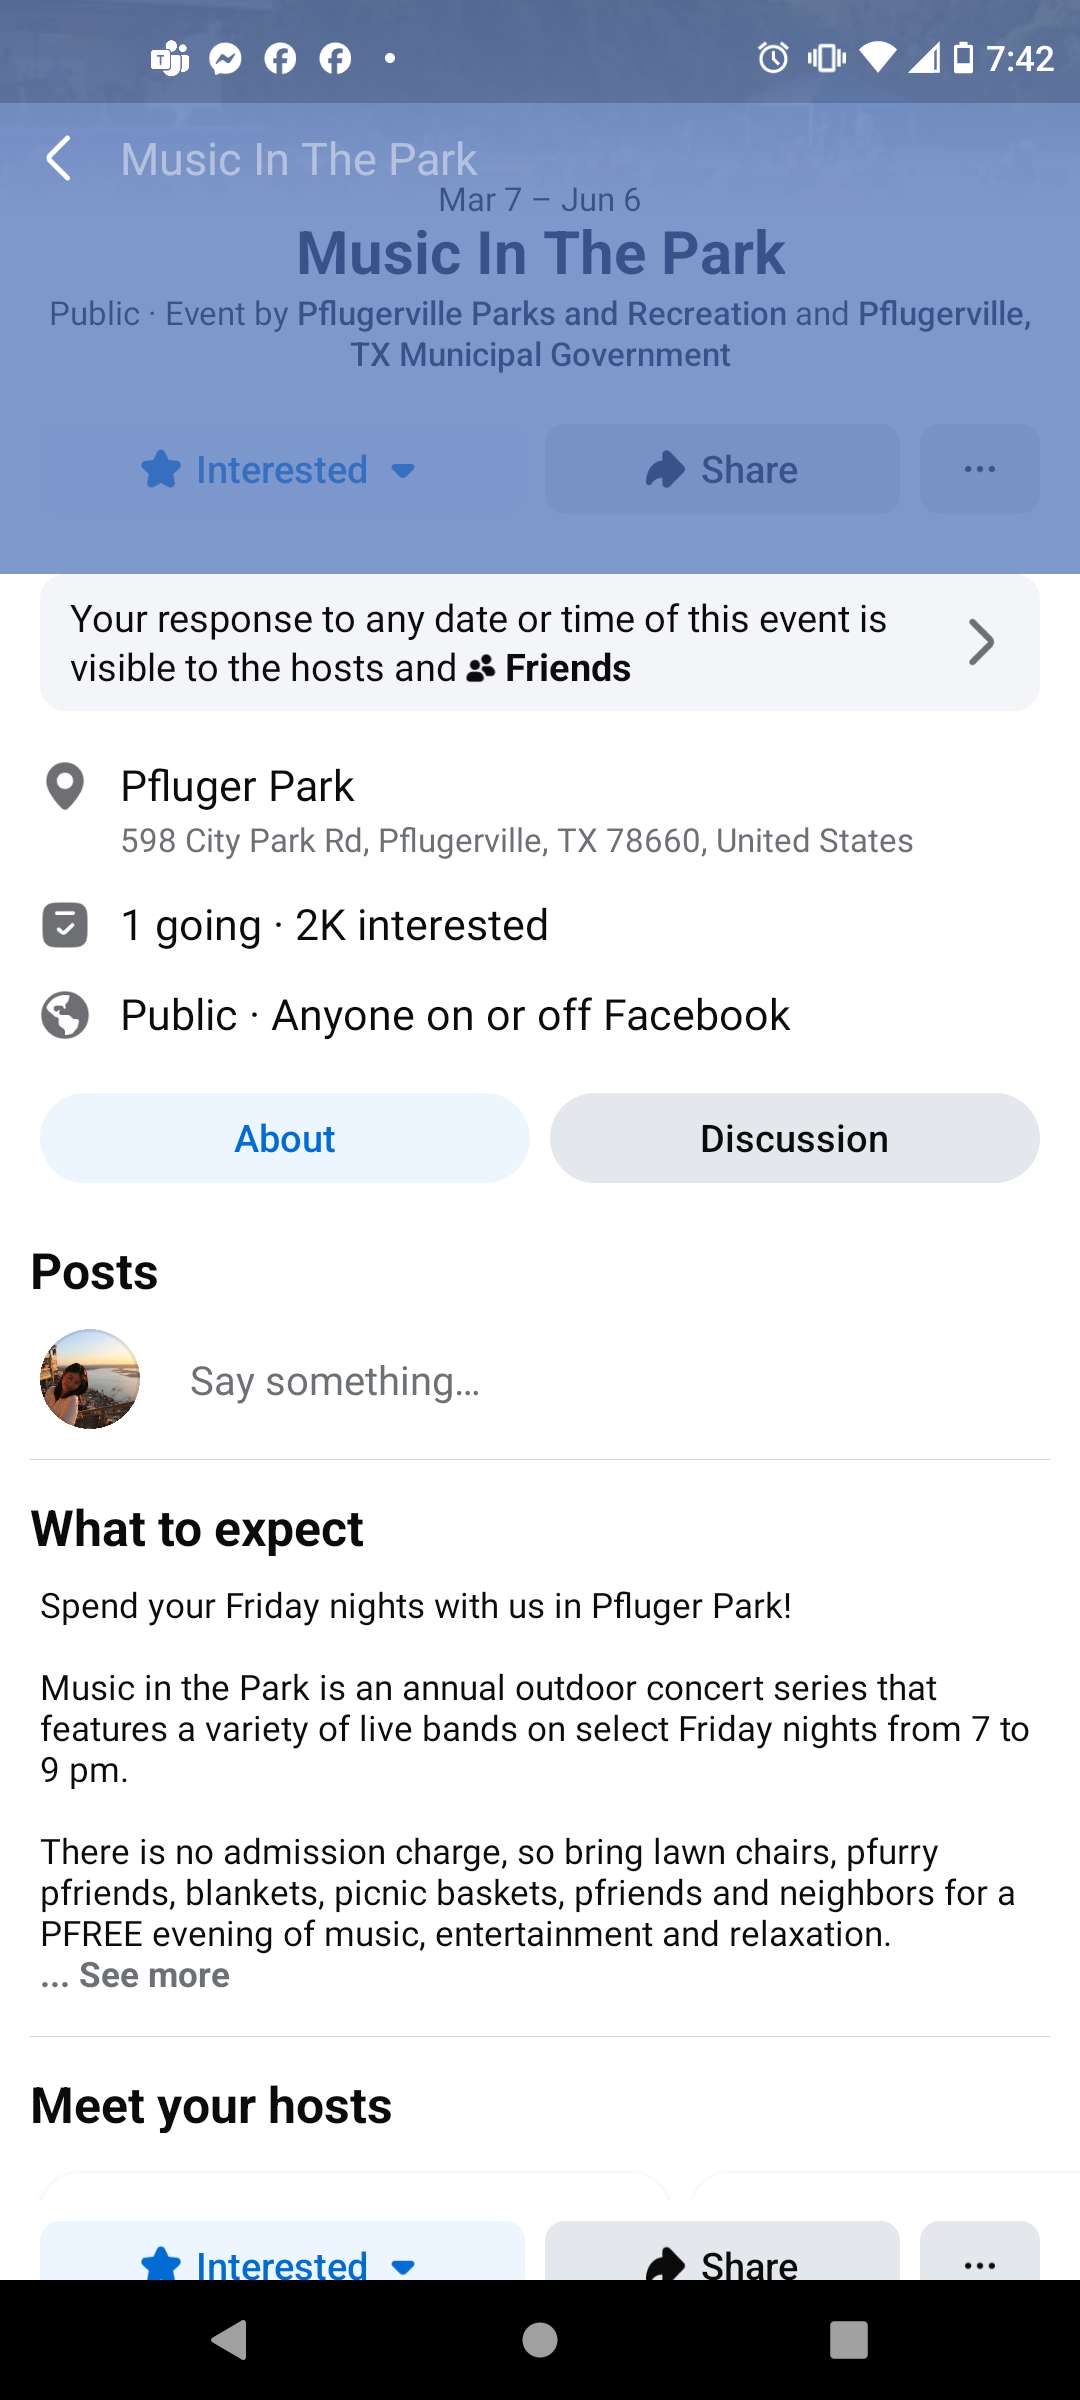 7:42
Music In The Park
Mar 7 – Jun 6
Music In The Park
Public · Event by Pflugerville Parks and Recreation and Pflugerville,
TX Municipal Government
Interested
Share
Your response to any date or time of this event is
visible to the hosts and Friends
Pfluger Park
598 City Park Rd, Pflugerville, TX 78660, United States
1 going · 2K interested
Public · Anyone on or off Facebook
About
Discussion
Posts
Say something...
What to expect
Spend your Friday nights with us in Pfluger Park!
Music in the Park is an annual outdoor concert series that
features a variety of live bands on select Friday nights from 7 to
9 pm.
There is no admission charge, so bring lawn chairs, pfurry
pfriends, blankets, picnic baskets, pfriends and neighbors for a
PFREE evening of music, entertainment and relaxation.
... See more
Meet your hosts
Interested
Share